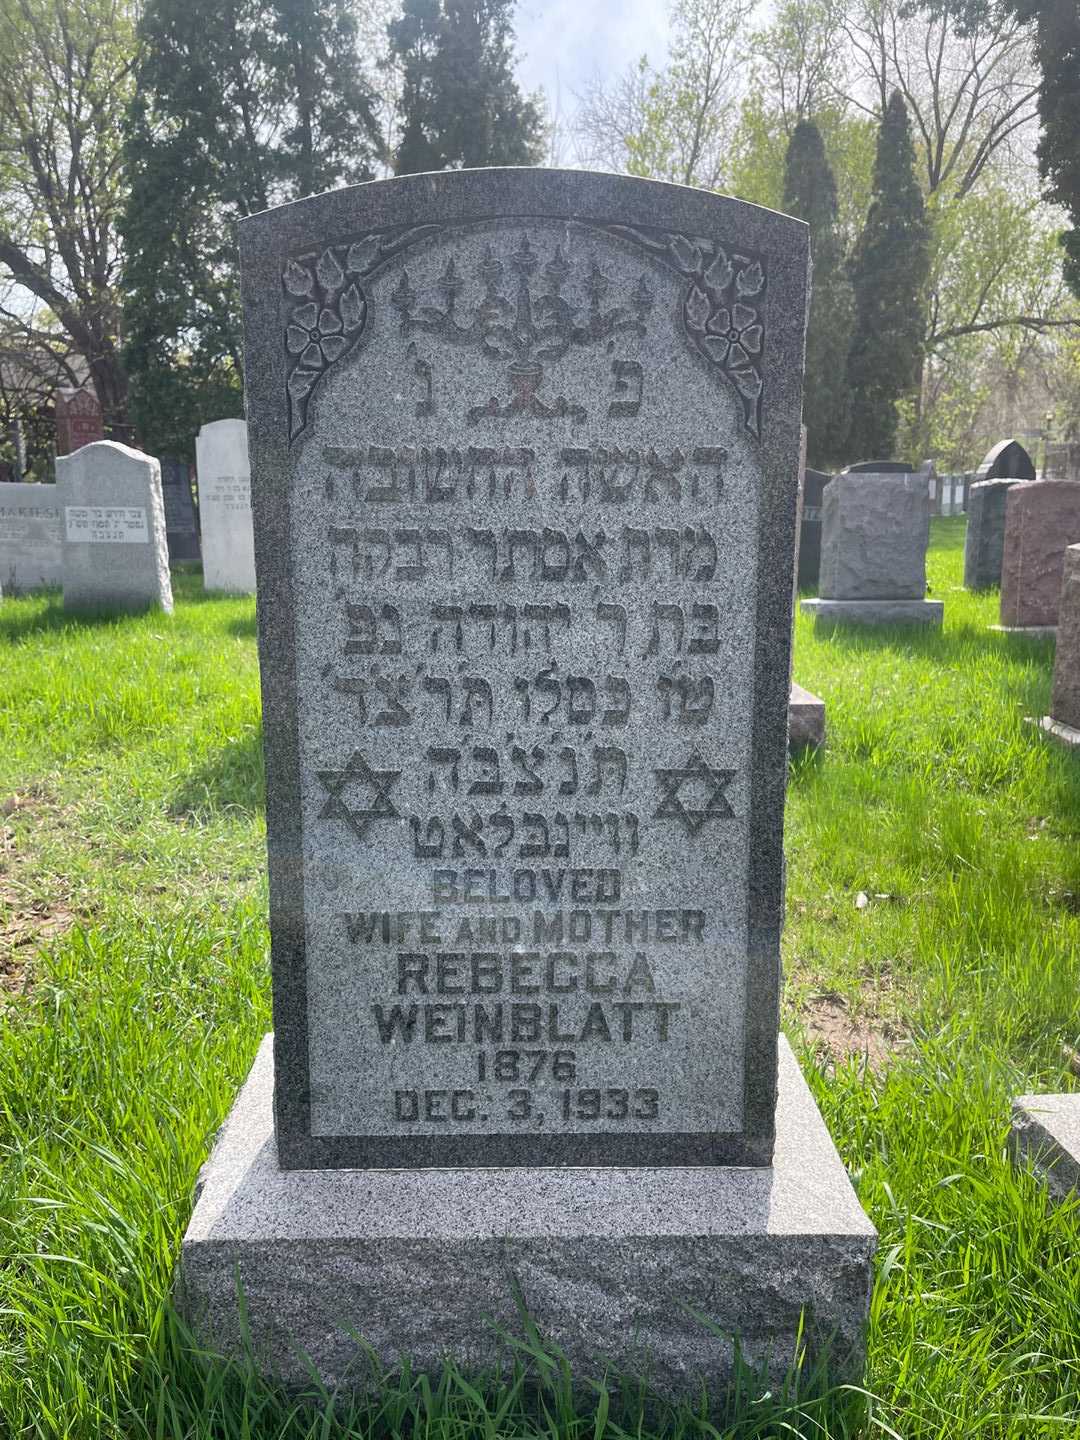 פ' נ'
האשה החשובה
מרת אסתר רבקה
בת ר' יהודה נפ'
ט"ו כסלו תרצ"ד
ת'נ'צ'ב'ה'
וויינבלאט
BELOVED
WIFE AND MOTHER
REBECCA
WEINBLATT
1876
DEC. 3, 1933